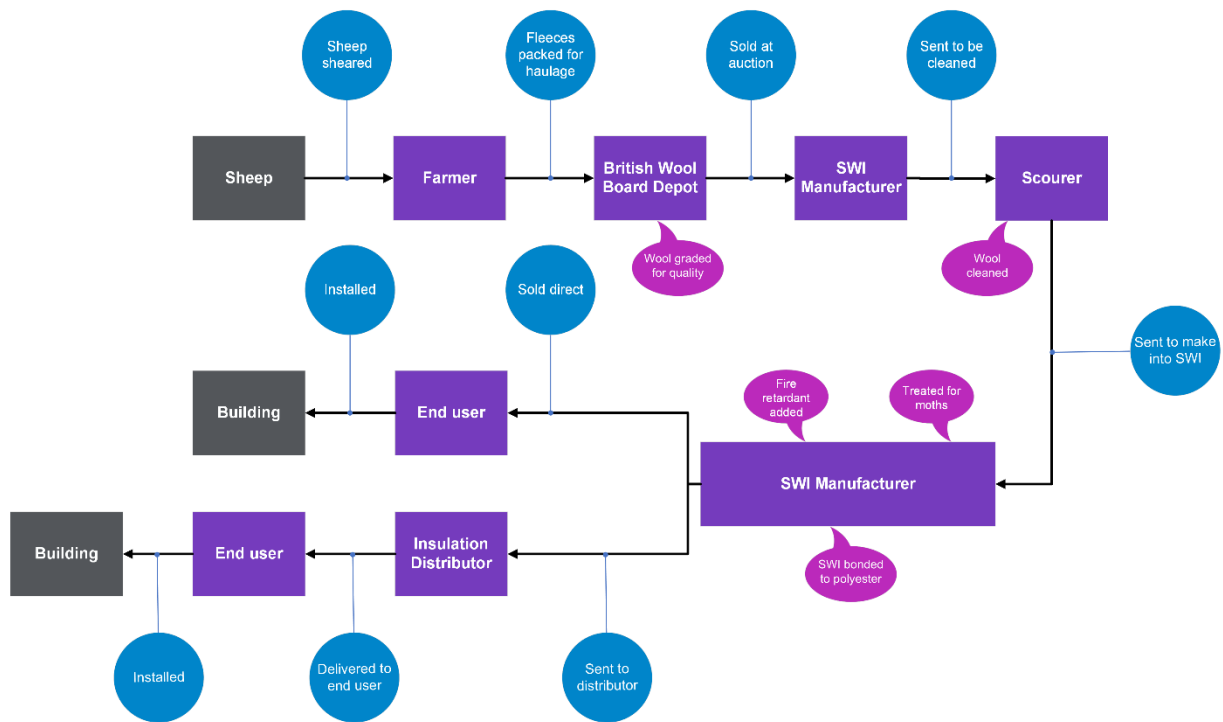 Sheep
sheared
Fleeces
packed for
haulage
Sold at
auction
Sent to be
cleaned
Sheep
Farmer
British Wool
Board Depot
SWI
Manufacturer
Scourer
Wool graded
for quality
Wool
cleaned
Installed
Sold direct
Sent to make
into SWI
Fire
retardant
added
Treated for
moths
Building
End user
SWI Manufacturer
Building
End user
Insulation
Distributor
SWI bonded
to polyester
Installed
Delivered to
end user
Sent to
distributor